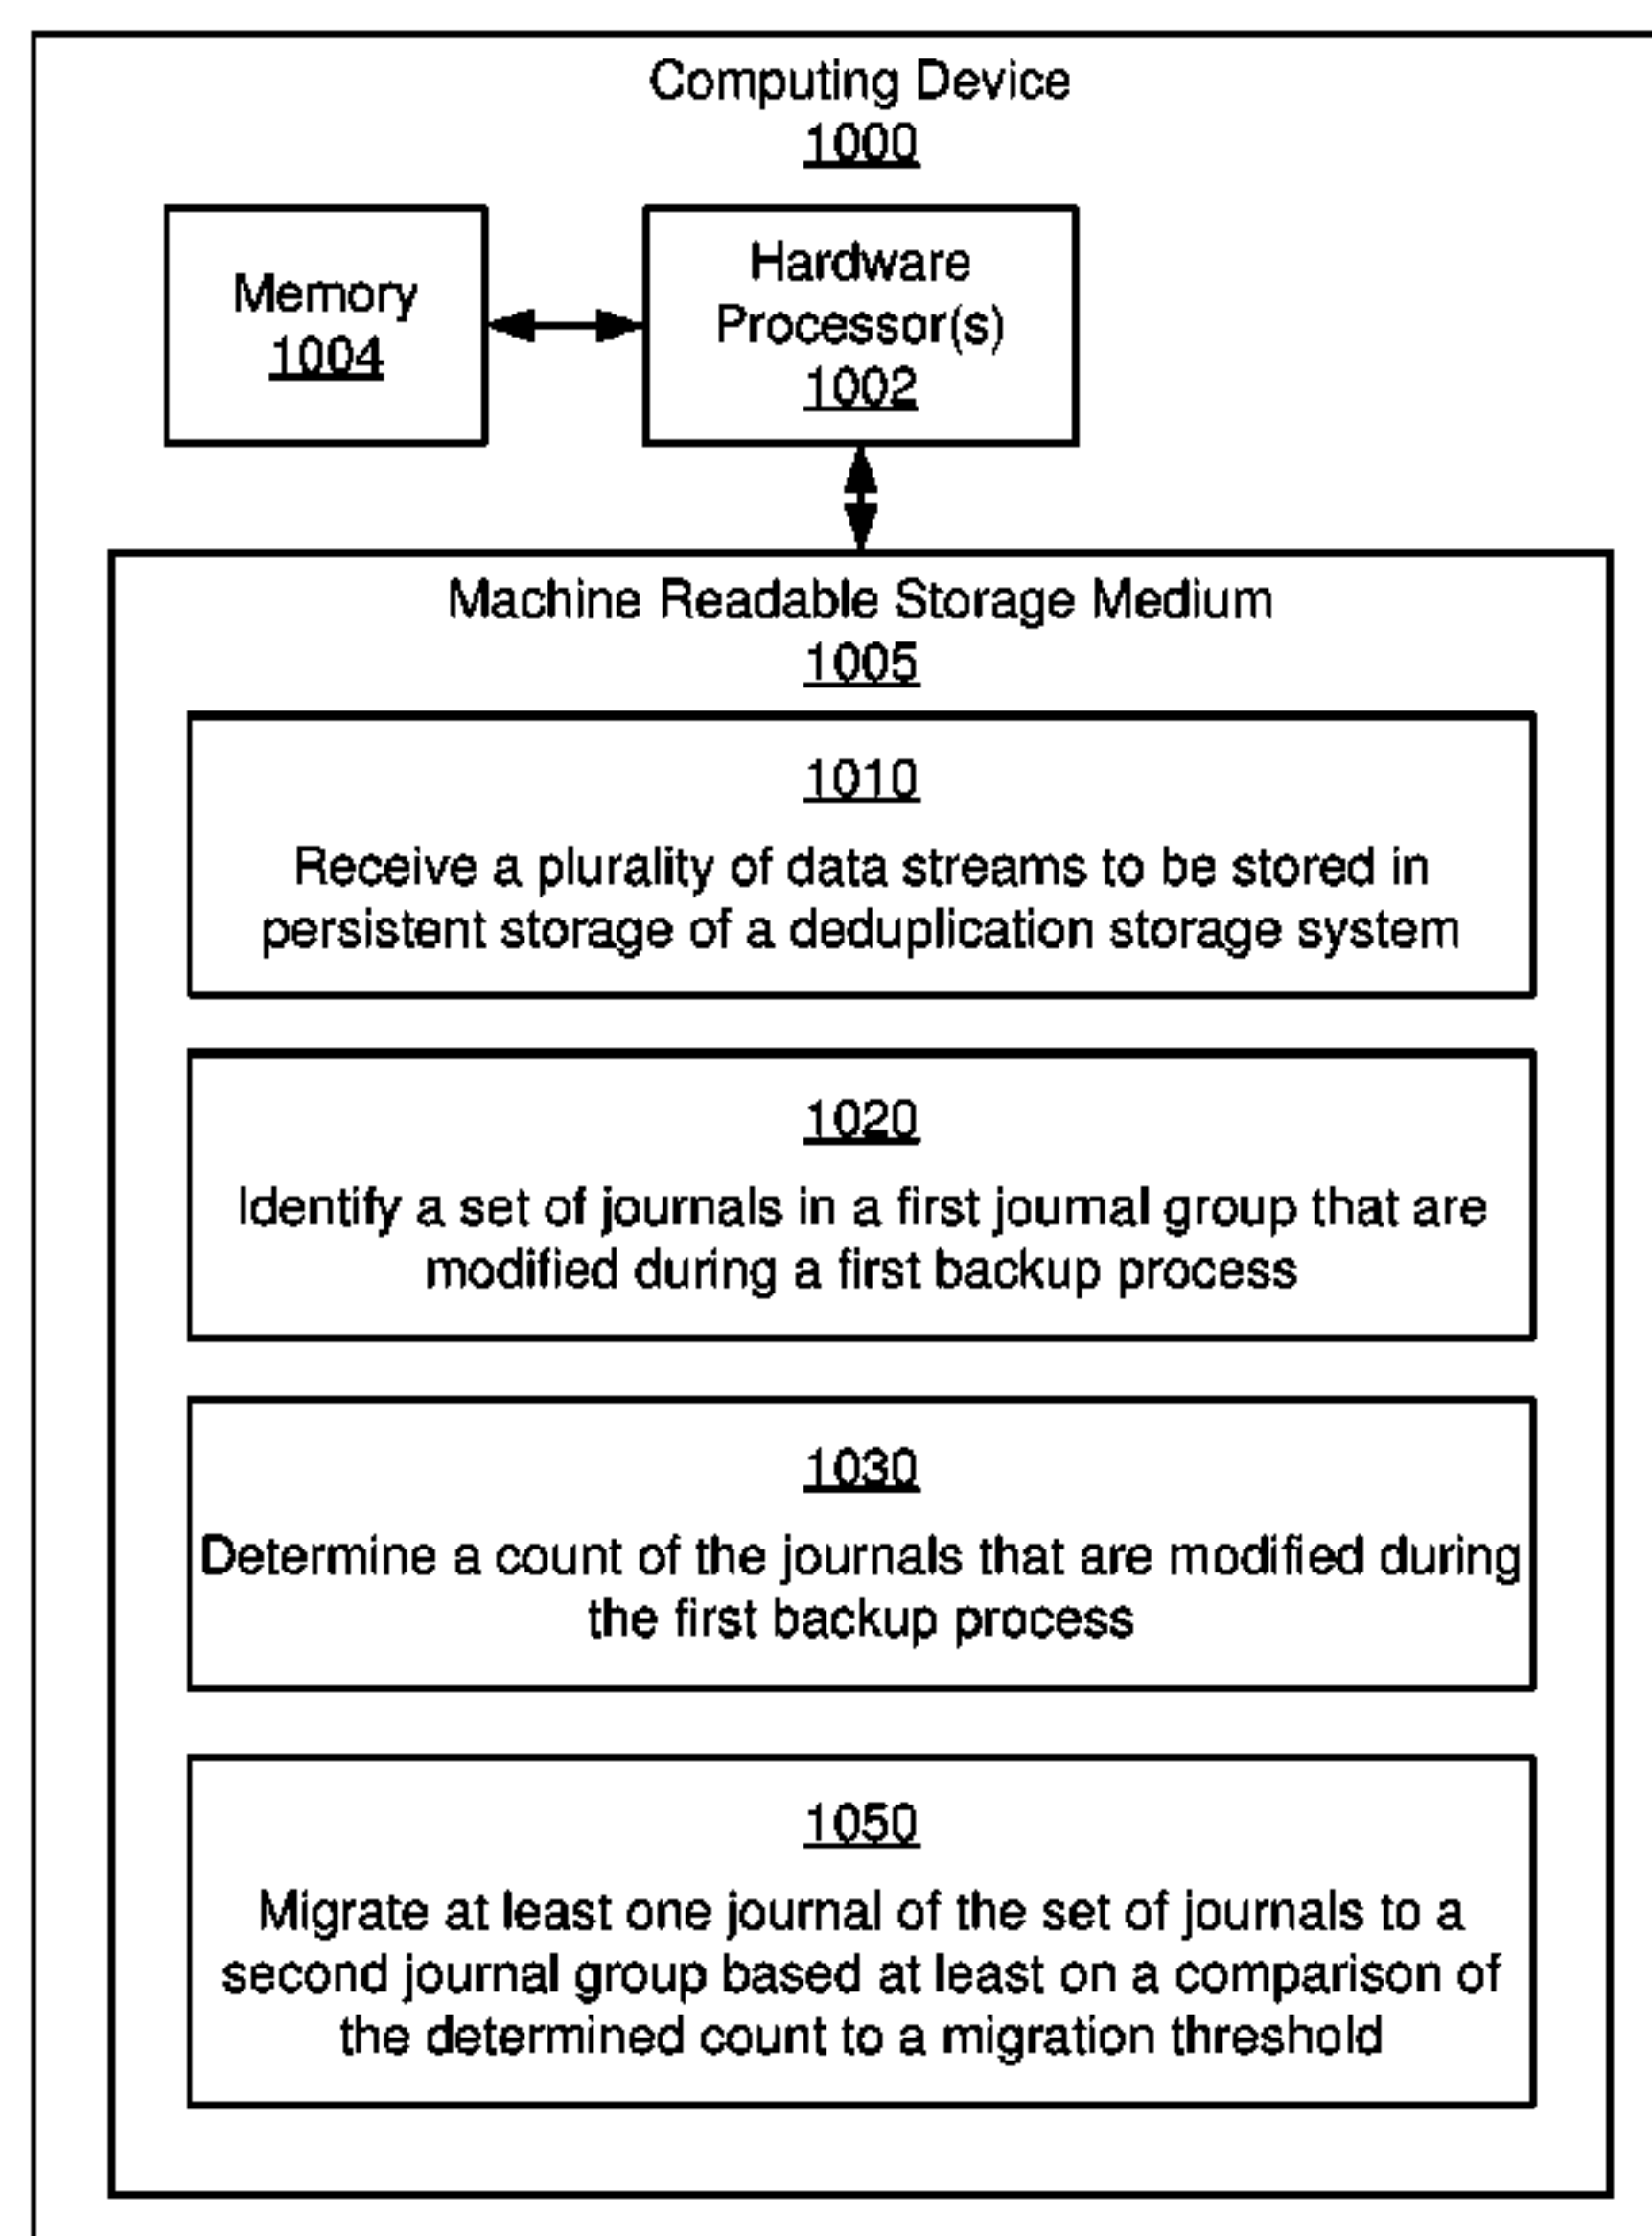 Computing Device
1000
Memory
1004
Hardware
Processor(s)
1002
Machine Readable Storage Medium
1005
1010
Receive a plurality of data streams to be stored in
persistent storage of a deduplication storage system
1020
Identify a set of journals in a first journal group that are
modified during a first backup process
1030
Determine a count of the journals that are modified during
the first backup process
1050
Migrate at least one journal of the set of journals to a
second journal group based at least on a comparison of
the determined count to a migration threshold